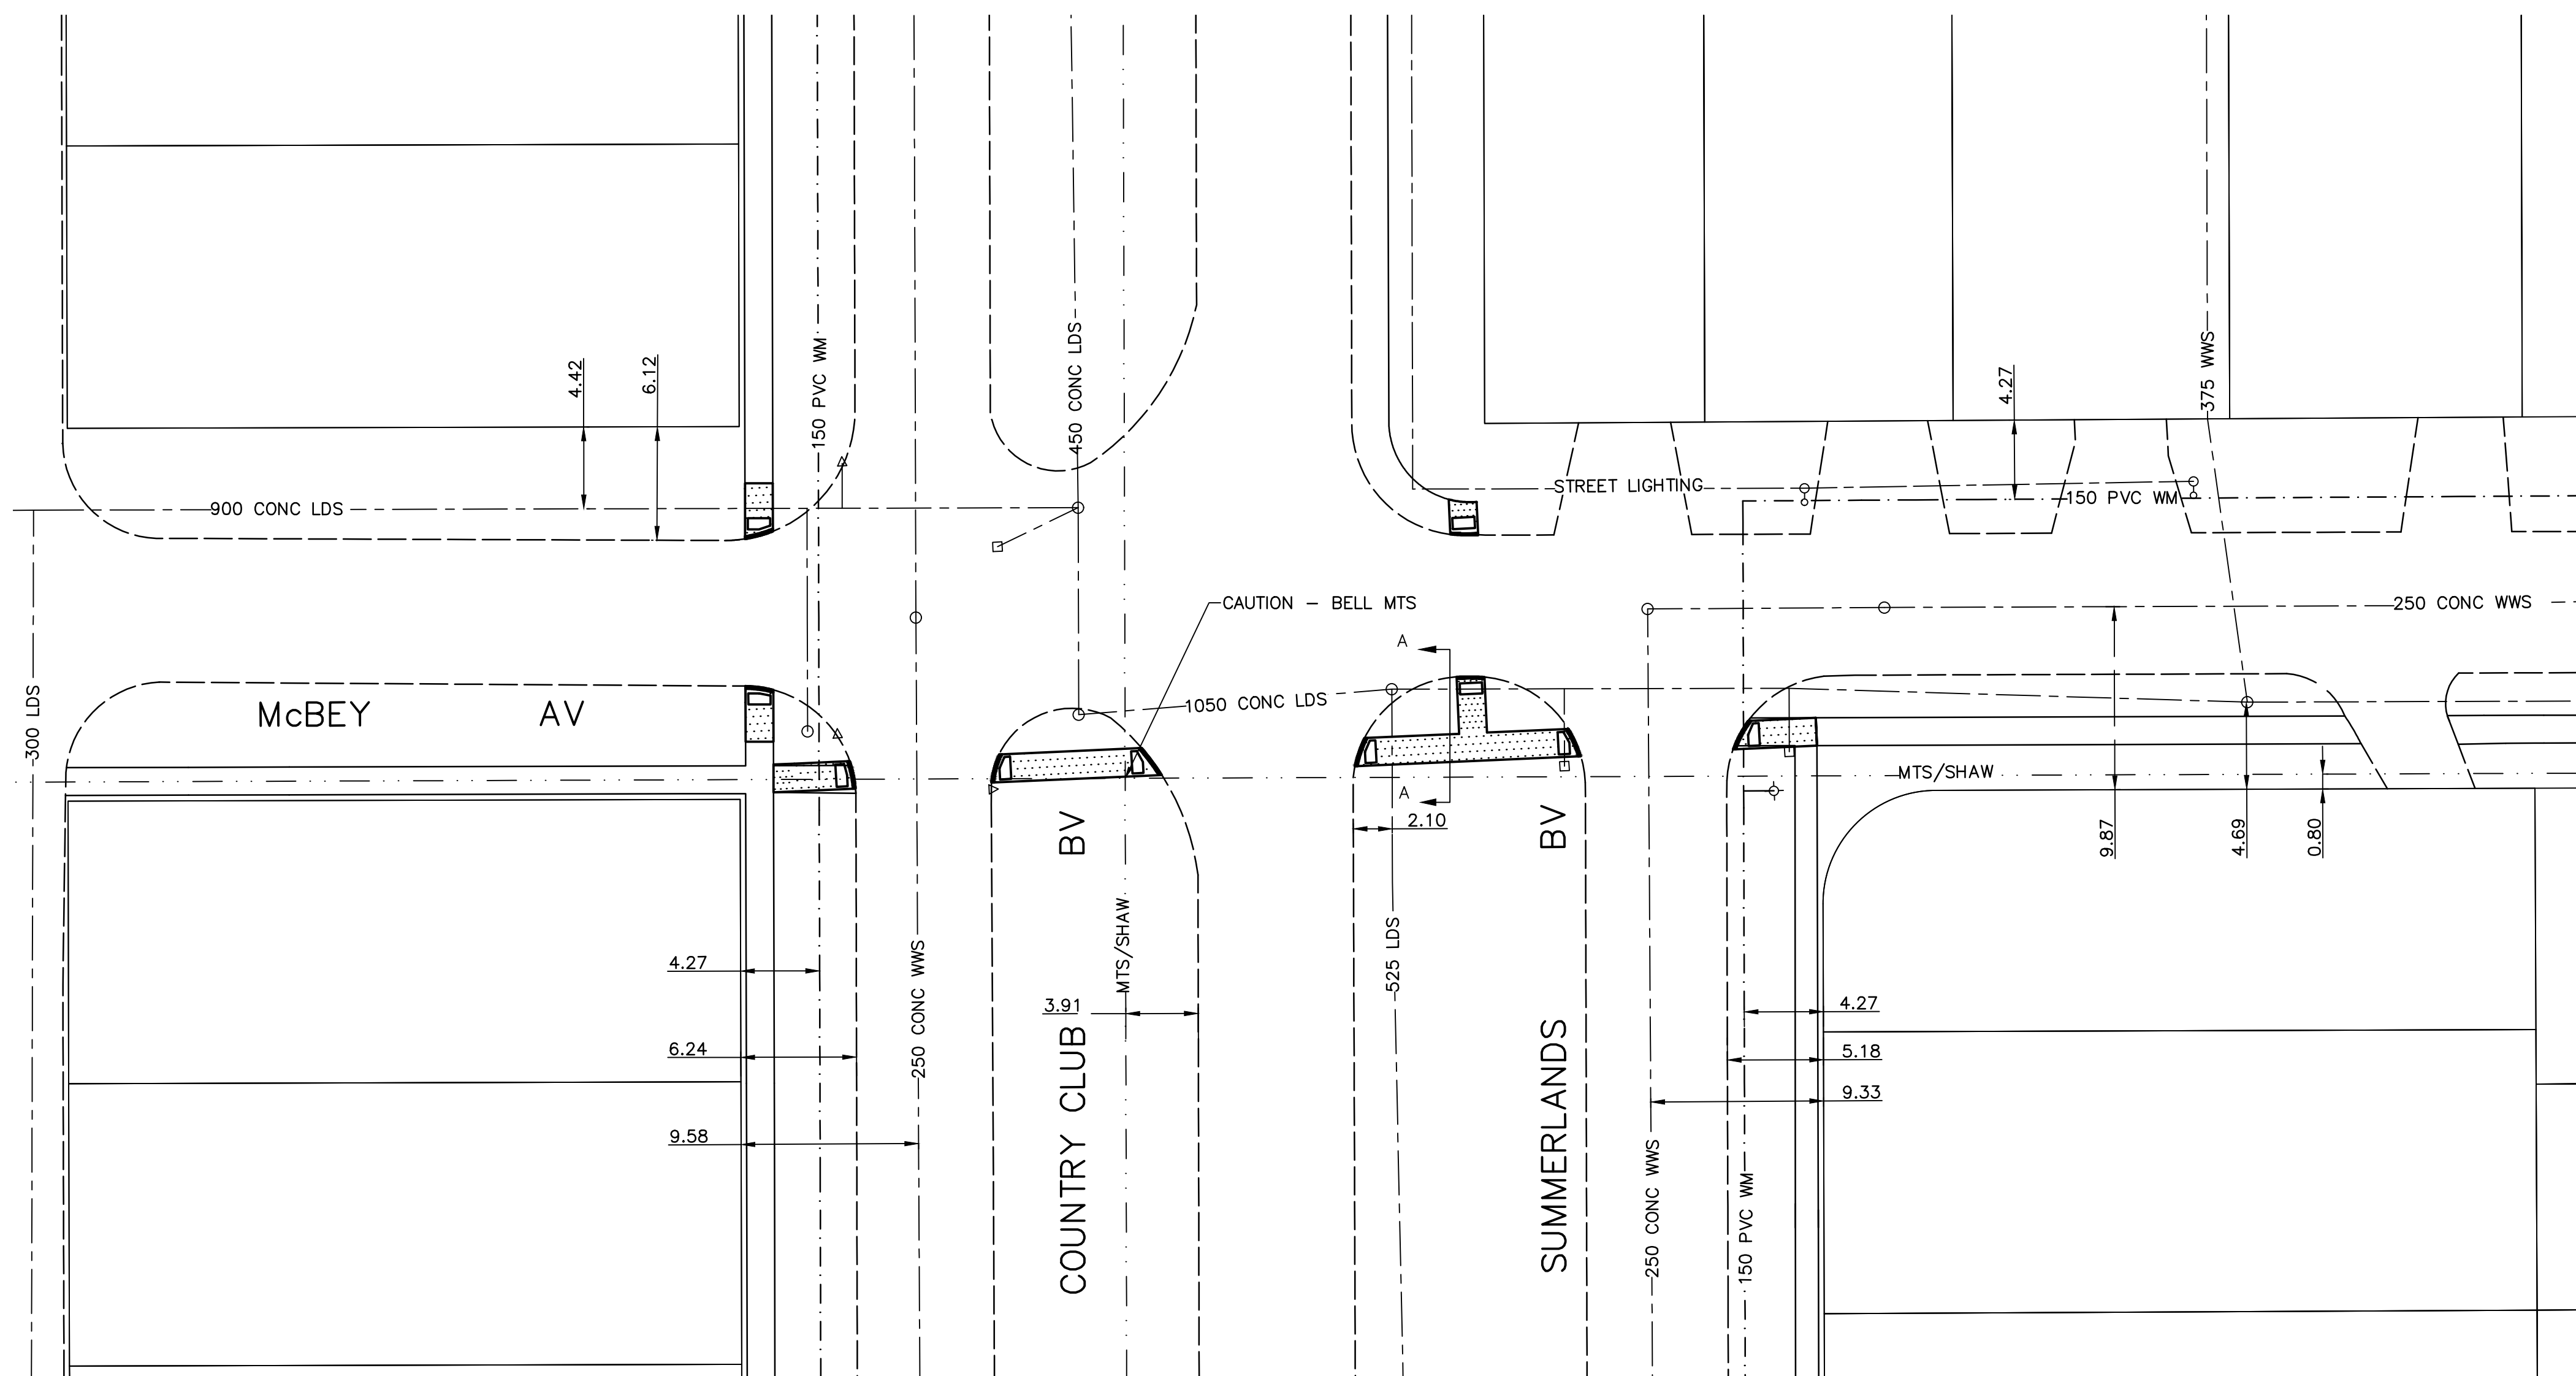 150 PVC WM
450 CONC LDS
375 WWS
4.42
6.12
4.27
STREET LIGHTING
150 PVC WM
900 CONC LDS
CAUTION – BELL MTS
250 CONC WWS
A
300 LDS
McBEY AV
1050 CONC LDS
MTS/SHAW
A
2.10
9.87
4.69
0.80
COUNTRY CLUB BV
SUMMERLANDS BV
MTS/SHAW
525 LDS
4.27
250 CONC WWS
3.91
4.27
6.24
5.18
9.33
9.58
250 CONC WWS
150 PVC WM